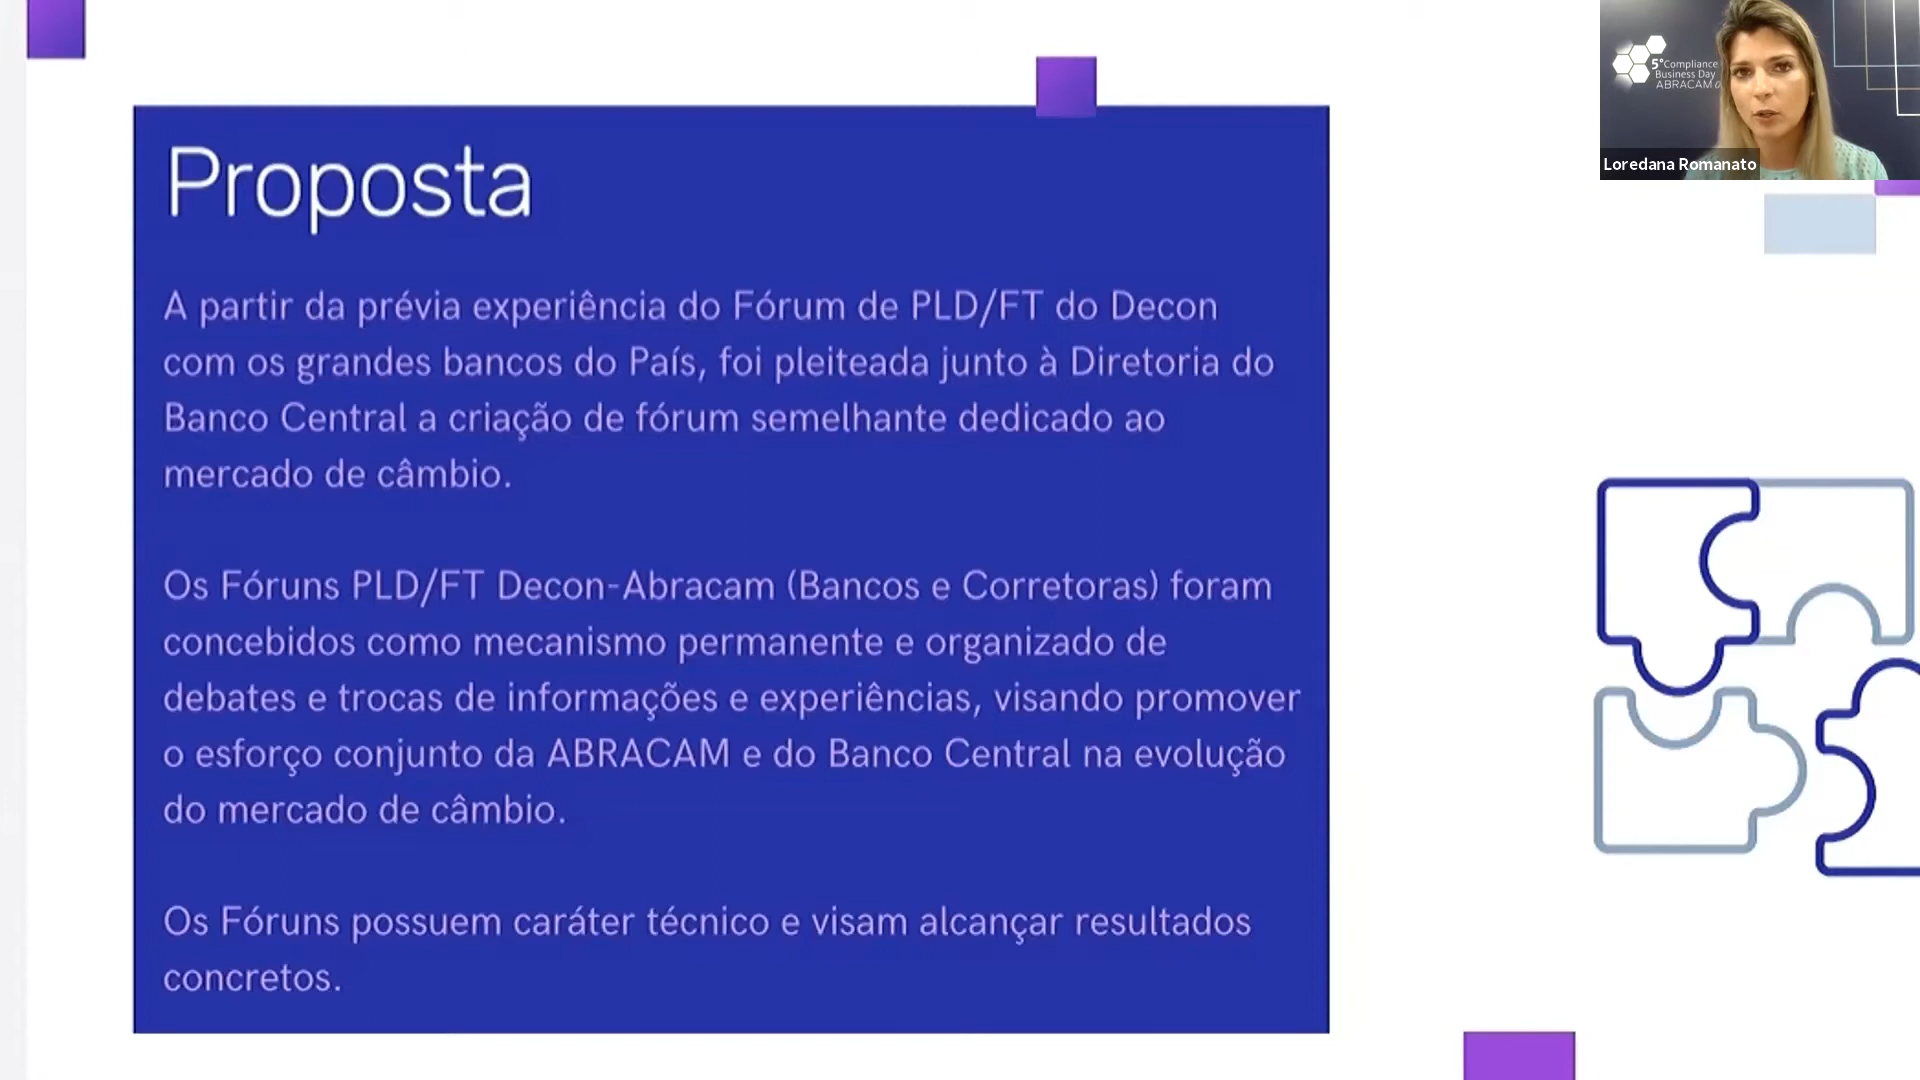 Proposta
A partir da prévia experiência do Fórum de PLD/FT do Decon
com os grandes bancos do País, foi pleiteada junto à Diretoria do
Banco Central a criação de fórum semelhante dedicado ao
mercado de câmbio.
Os Fóruns PLD/FT Decon-Abracam (Bancos e Corretoras) foram
concebidos como mecanismo permanente e organizado de
debates e trocas de informações e experiências, visando promover
o esforço conjunto da ABRACAM e do Banco Central na evolução
do mercado de câmbio.
Os Fóruns possuem caráter técnico e visam alcançar resultados
concretos.
5° Compliance
Business Day
ABRACAM
Loredana Romanato